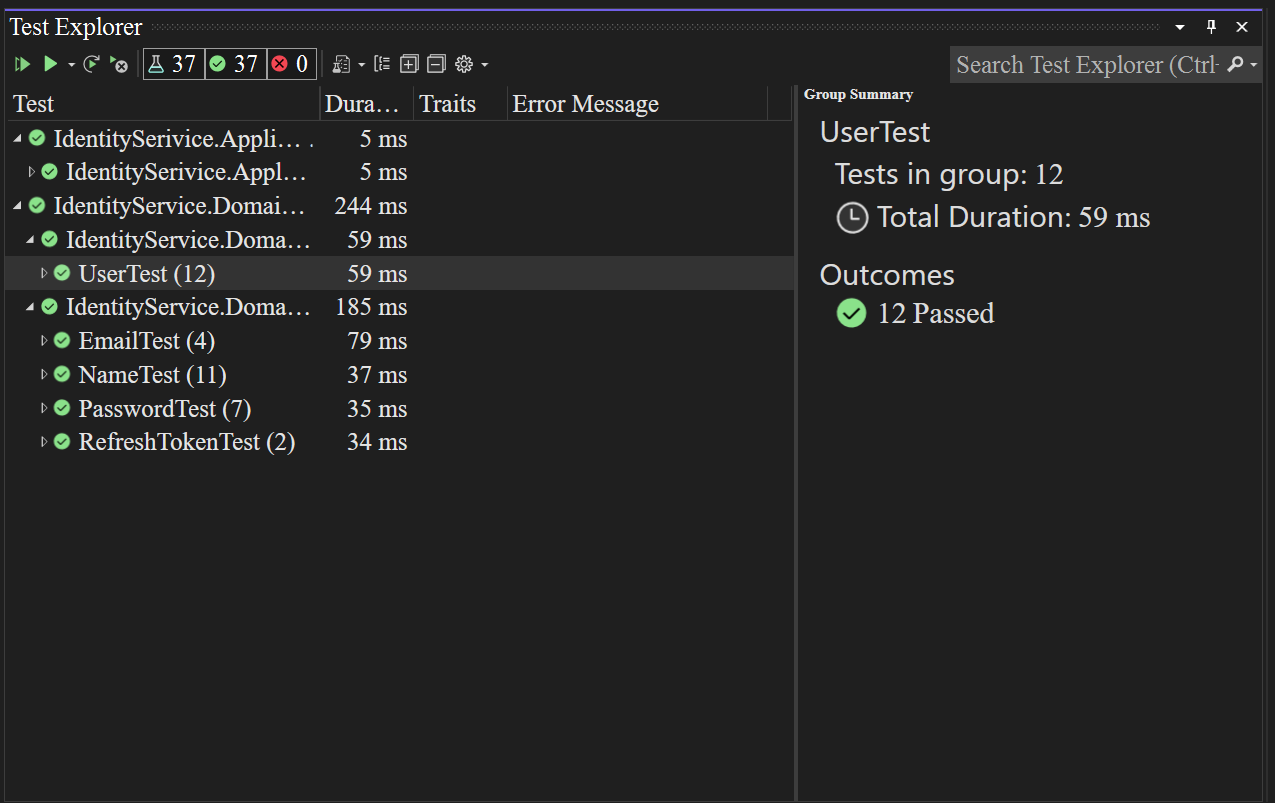 Test Explorer
37 37 0
Search Test Explorer (Ctrl-
Test Dura... Traits Error Message
IdentitySerivice.Appli... . 5 ms
IdentitySerivice.Appl... 5 ms
IdentityService.Domai... 244 ms
IdentityService.Doma... 59 ms
UserTest (12) 59 ms
IdentityService.Doma... 185 ms
EmailTest (4) 79 ms
NameTest (11) 37 ms
PasswordTest (7) 35 ms
RefreshTokenTest (2) 34 ms
Group Summary
UserTest
Tests in group: 12
Total Duration: 59 ms
Outcomes
12 Passed